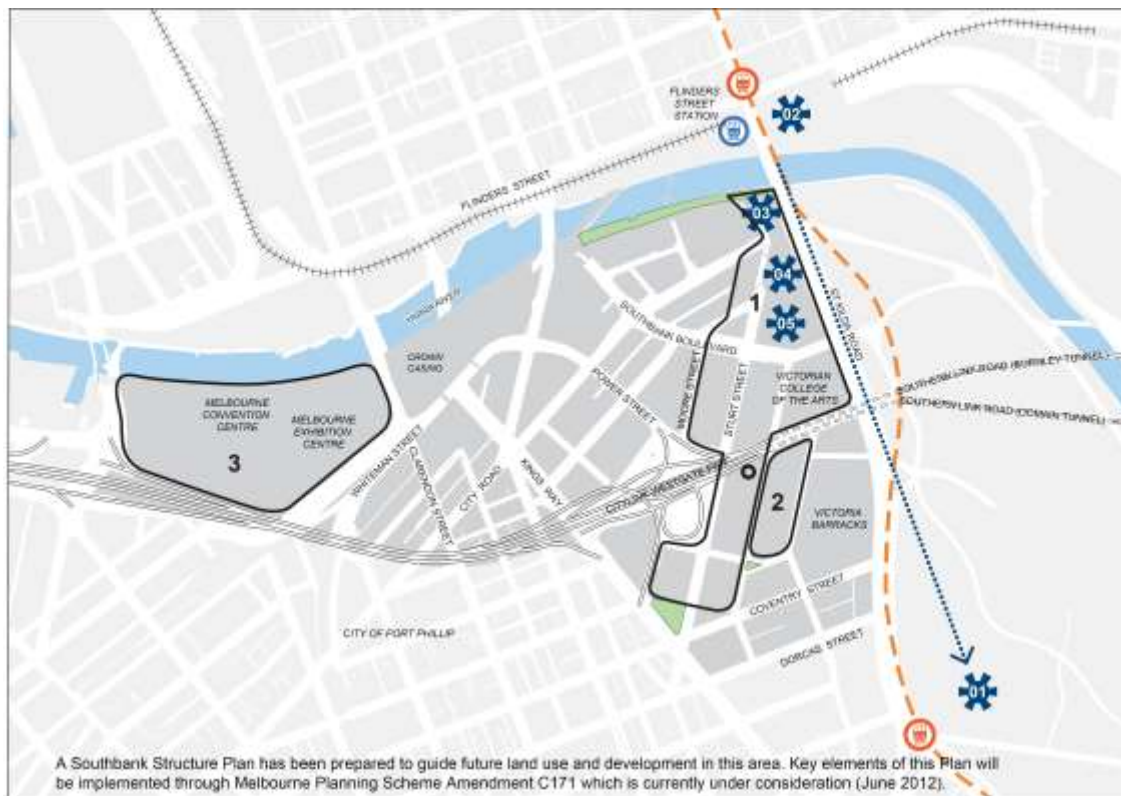 FLINDERS
STREET
STATION
02
FLINDERS STREET
03
04
1
05
YARRA RIVER
ST KILDA ROAD
SOUTHBANK BOULEVARD
CROWN
CASINO
POWER STREET
MOORE STREET
STURT STREET
VICTORIAN
COLLEGE
OF THE ARTS
SOUTHERN LINK ROAD (BURNLEY TUNNEL)
SOUTHERN LINK ROAD (DOMAIN TUNNEL)
MELBOURNE
CONVENTION
CENTRE
MELBOURNE
EXHIBITION
CENTRE
3
WHITEMAN STREET
CLARENDON STREET
CITY ROAD
KINGS WAY
CITYLINK WESTGATE
2
VICTORIA
BARRACKS
COVENTRY STREET
DORCAS STREET
CITY OF PORT PHILLIP
01
A Southbank Structure Plan has been prepared to guide future land use and development in this area. Key elements of this Plan will
be implemented through Melbourne Planning Scheme Amendment C171 which is currently under consideration (June 2012).